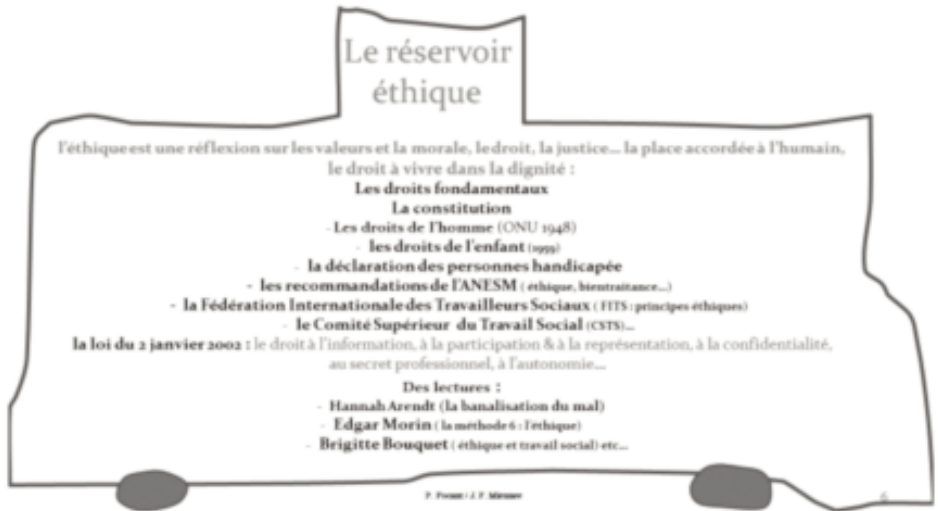 Le réservoir
éthique
l'éthique est une réflexion sur les valeurs et la morale, le droit, la justice... la place accordée à l'humain,
le droit à vivre dans la dignité :
Les droits fondamentaux
La constitution
- Les droits de l'homme (ONU 1948)
- les droits de l'enfant (1959)
- la déclaration des personnes handicapée
- les recommandations de l'ANESM ( éthique, bientraitance...)
- la Fédération Internationale des Travailleurs Sociaux ( FITS : principes éthiques)
- le Comité Supérieur du Travail Social (CSTS)...
la loi du 2 janvier 2002 : le droit à l'information, à la participation & à la représentation, à la confidentialité,
au secret professionnel, à l'autonomie...
Des lectures :
- Hannah Arendt (la banalisation du mal)
- Edgar Morin ( la méthode 6 : l'éthique)
- Brigitte Bouquet ( éthique et travail social) etc...
6